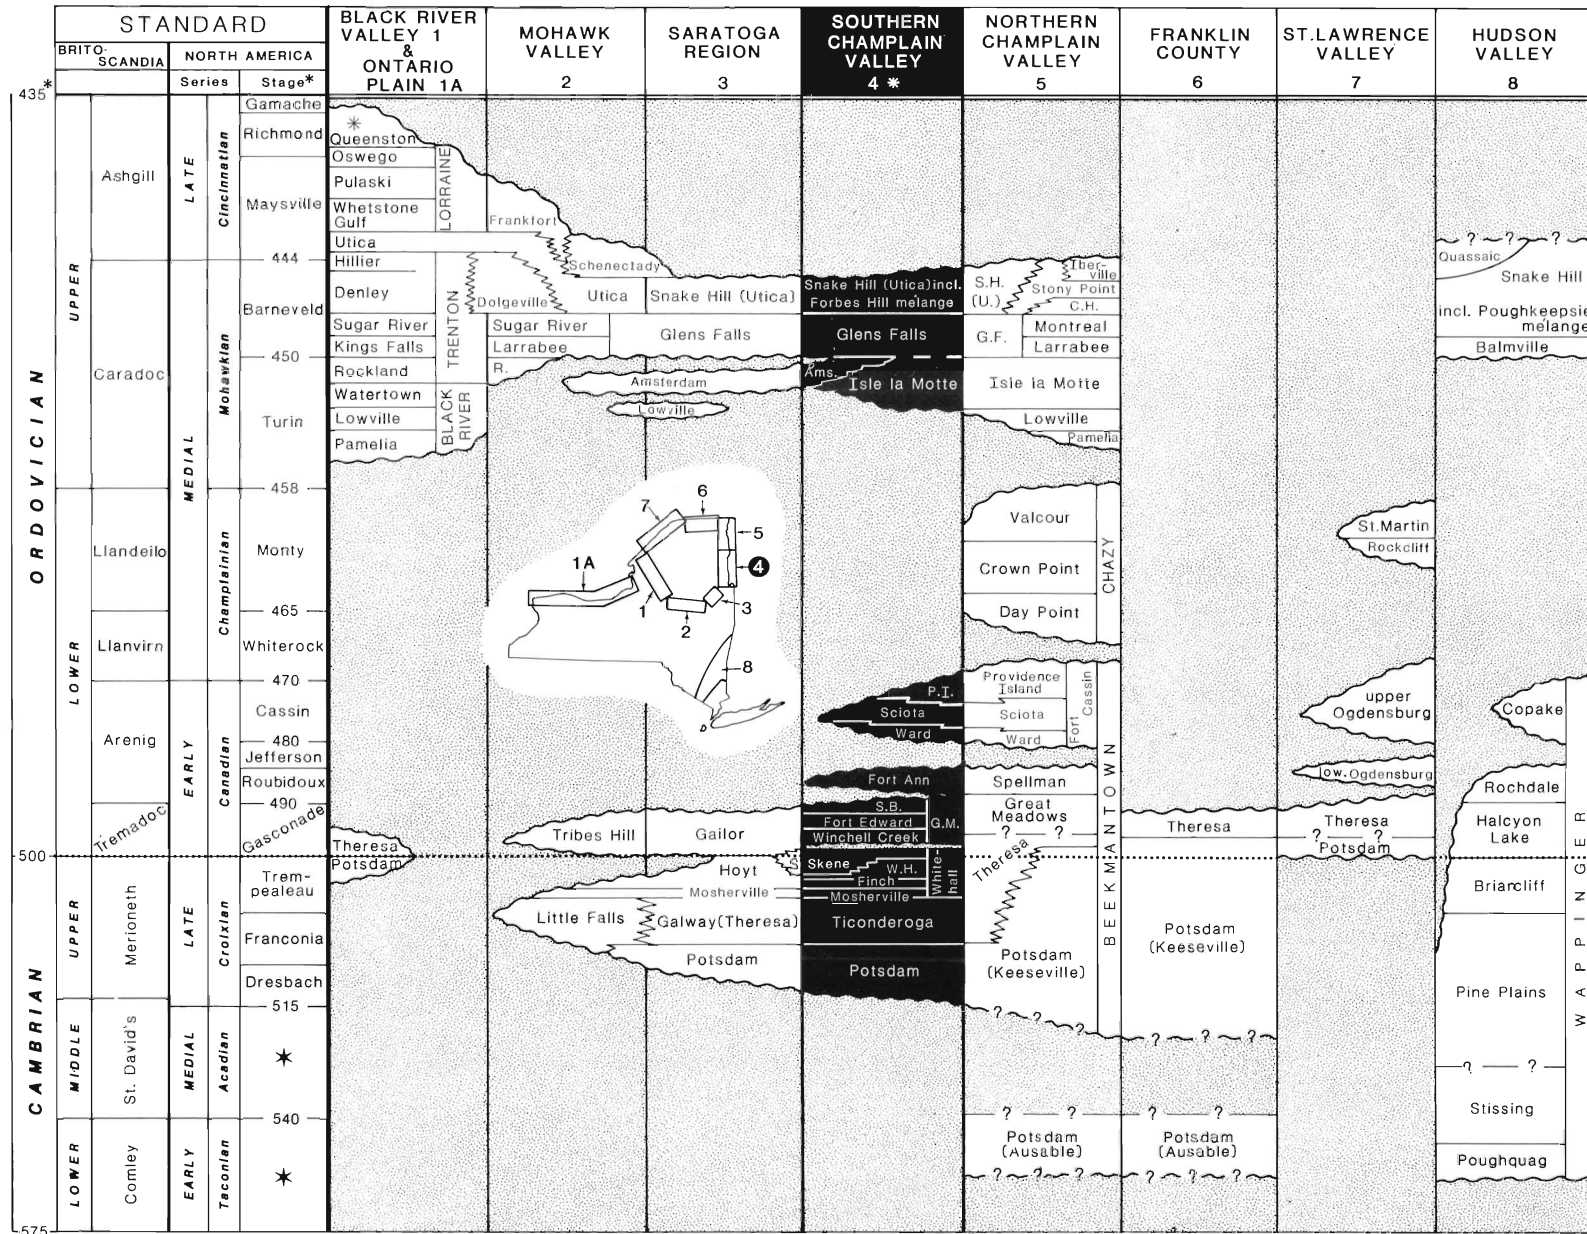 STANDARD
BRITO-
SCANDIA
NORTH AMERICA
*
Series
Stage*
BLACK RIVER
VALLEY 1
&
ONTARIO
PLAIN 1A
MOHAWK
VALLEY
2
SARATOGA
REGION
3
SOUTHERN
CHAMPLAIN
VALLEY
4 *
NORTHERN
CHAMPLAIN
VALLEY
5
FRANKLIN
COUNTY
6
ST. LAWRENCE
VALLEY
7
HUDSON
VALLEY
8
435
575
ORDOVICIAN
CAMBRIAN
UPPER
LOWER
UPPER
MIDDLE
LOWER
Ashgill
Caradoc
Llandeilo
Llanvirn
Arenig
Tremadoc
Merioneth
St. David's
Comley
LATE
MEDIAL
EARLY
LATE
MEDIAL
EARLY
Cincinnatian
Mohawkian
Champlainian
Canadian
Croixian
Acadian
Taconian
Gamache
Richmond
Maysville
444
Barneveld
450
Turin
458
Monty
465
Whiterock
470
Cassin
480
Jefferson
Roubidoux
490
Gasconade
500
Trem-
pealeau
Franconia
Dresbach
515
540
Queenston
Oswego
Pulaski
Whetstone
Gulf
LORRAINE
Utica
Hillier
Denley
Sugar River
Kings Falls
Rockland
TRENTON
Watertown
Lowville
Pamelia
BLACK
RIVER
Theresa
Potsdam
Frankfort
Schenectady
Dolgeville
Utica
Sugar River
Larrabee
R.
Amsterdam
Lowville
Tribes Hill
Little Falls
Snake Hill (Utica)
Glens Falls
Gailor
Hoyt
S
Mosherville
Galway(Theresa)
Potsdam
1A
7
6
5
4
3
1
2
8
Snake Hill (Utica)incl.
Forbes Hill melange
Glens Falls
Ams.
Isle la Motte
P.I.
Sciota
Ward
Fort Ann
S.B.
Fort Edward
Winchell Creek
G.M.
Skene
W.H.
Finch
White-
hall
Mosherville
Ticonderoga
Potsdam
S.H.
(U.)
Iber-
ville
Stony Point
C.H.
G.F.
Montreal
Larrabee
Isle la Motte
Lowville
Pamelia
Valcour
Crown Point
Day Point
CHAZY
Providence
Island
Sciota
Ward
Fort Cassin
Spellman
Great
Meadows
? ?
Theresa
Potsdam
(Keeseville)
BEEKMANTOWN
? ?
? ?
Potsdam
(Ausable)
? ? ?
Theresa
Potsdam
(Keeseville)
? ? ?
? ?
Potsdam
(Ausable)
? ? ?
St.Martin
Rockcliff
upper
Ogdensburg
ow. Ogdensburg
Theresa
? ?
Potsdam
? ? ?
Quassaic
Snake Hill
incl. Poughkeepsie
melange
Balmville
Copake
Rochdale
Halcyon
Lake
Briarcliff
Pine Plains
? ?
Stissing
Poughquag
WAPPINGER